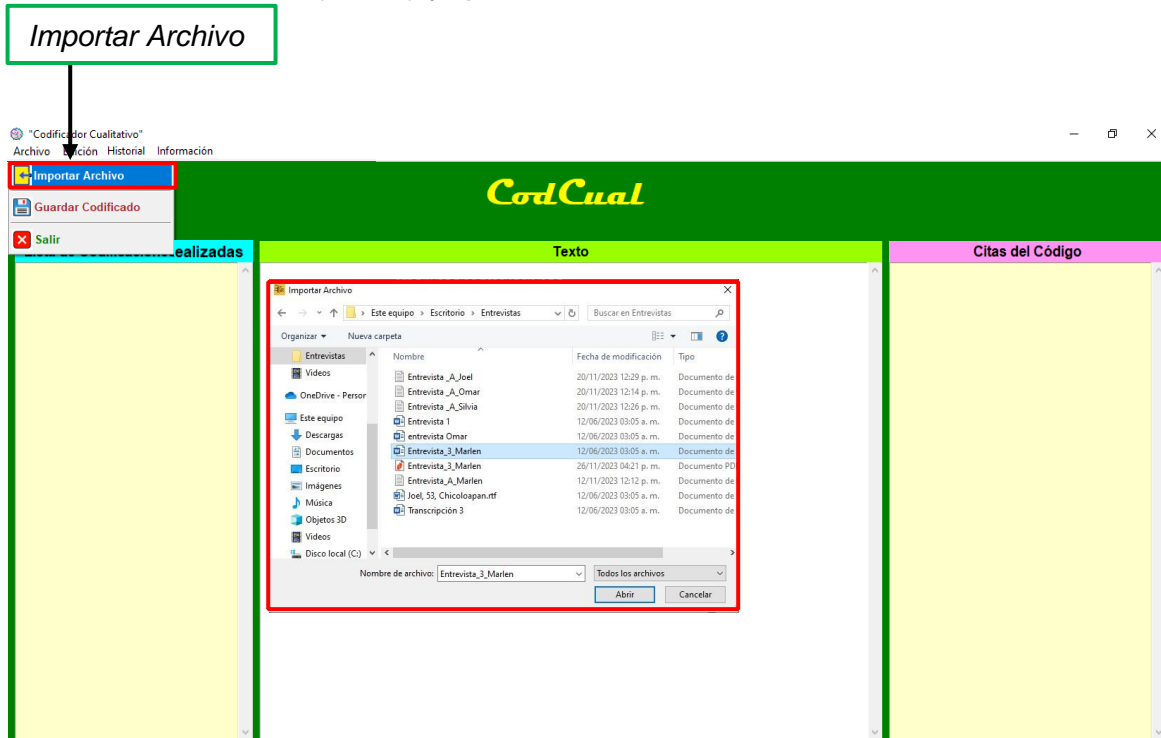 Importar Archivo
"Codificador Cualitativo"
Archivo Edición Historial Información
Importar Archivo
Guardar Codificado
Salir
CodCual
Lista de Codificaciones Realizadas
Texto
Citas del Código
Importar Archivo
Este equipo > Escritorio > Entrevistas
Buscar en Entrevistas
Organizar
Nueva carpeta
Entrevistas
Videos
OneDrive - Person
Este equipo
Descargas
Documentos
Escritorio
Imágenes
Música
Objetos 3D
Videos
Disco local (C:)
Nombre Fecha de modificación Tipo
Entrevista _A_Joel 20/11/2023 12:29 p. m. Documento de
Entrevista _A_Omar 20/11/2023 12:14 p. m. Documento de
Entrevista _A_Silvia 20/11/2023 12:26 p. m. Documento de
Entrevista 1 12/06/2023 03:05 a. m. Documento de
entrevista Omar 12/06/2023 03:05 a. m. Documento de
Entrevista_3_Marlen 12/06/2023 03:05 a. m. Documento de
Entrevista_3_Marlen 26/11/2023 04:21 p. m. Documento PD
Entrevista_A_Marlen 12/11/2023 12:12 p. m. Documento de
Joel, 53, Chicoloapan.rtf 12/06/2023 03:05 a. m. Documento de
Transcripción 3 12/06/2023 03:05 a. m. Documento de
Nombre de archivo: Entrevista_3_Marlen
Todos los archivos
Abrir
Cancelar